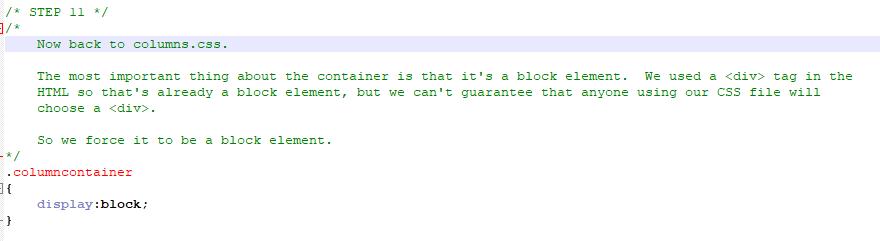 /* STEP 11 */
/*
Now back to columns.css.
The most important thing about the container is that it's a block element.  We used a <div> tag in the
HTML so that's already a block element, but we can't guarantee that anyone using our CSS file will
choose a <div>.
So we force it to be a block element.
*/
.columncontainer
{
display:block;
}